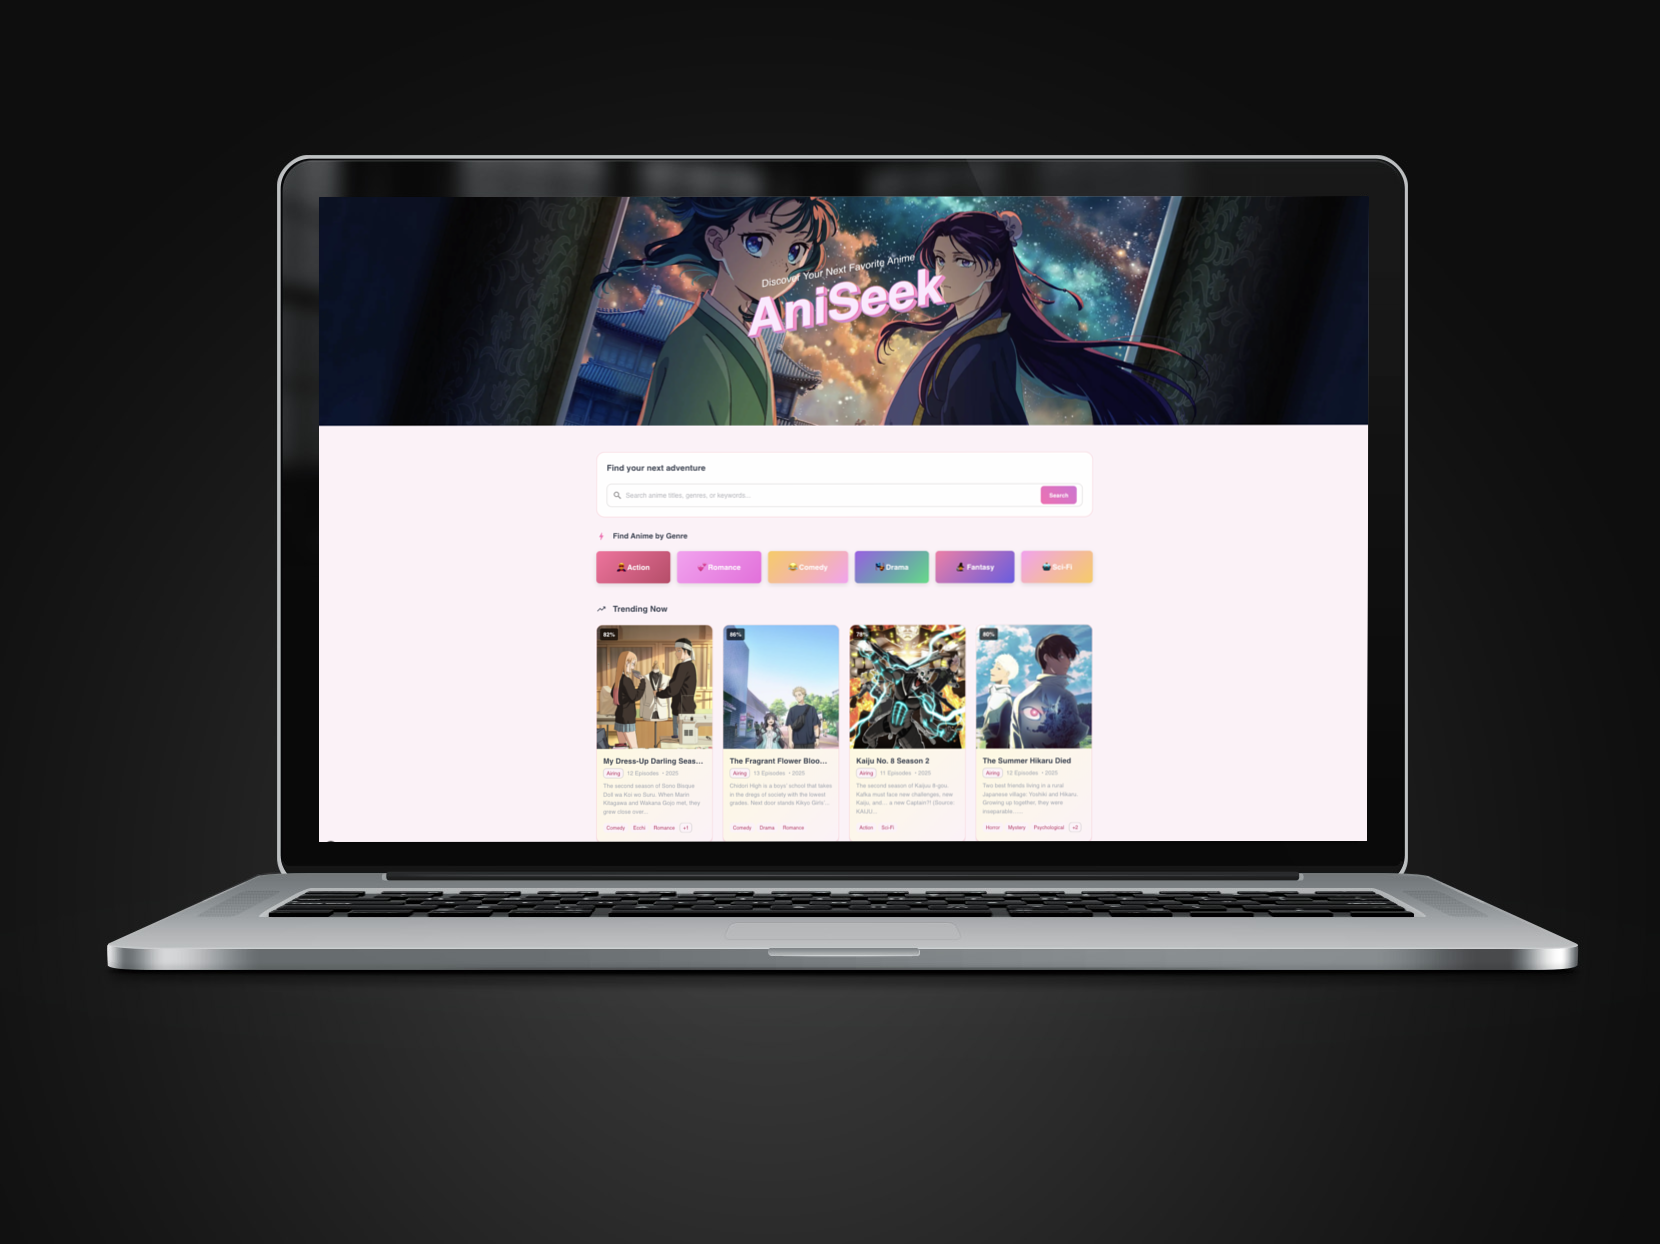 Discover Your Next Favorite Anime
AniSeek
Find your next adventure
Search anime titles, genres, or keywords...
Search
Find Anime by Genre
Action
Romance
Comedy
Drama
Fantasy
Sci-Fi
Trending Now
82%
86%
78%
80%
My Dress-Up Darling Seas...
Airing 12 Episodes • 2025
The second season of Sono Bisque
Doll wa Koi wo Suru. When Marin
Kitagawa and Wakana Gojo met, they
grew close over...
Comedy Ecchi Romance +1
The Fragrant Flower Bloo...
Airing 13 Episodes • 2025
Chidori High is a boys' school that takes
in the dregs of society with the lowest
grades. Next door stands Kikyo Girls'...
Comedy Drama Romance
Kaiju No. 8 Season 2
Airing 11 Episodes • 2025
The second season of Kaijuu 8-gou.
Kafka must face new challenges, new
Kaiju, and... a new Captain?! (Source:
KAIJU...
Action Sci-Fi
The Summer Hikaru Died
Airing 12 Episodes • 2025
Two best friends living in a rural
Japanese village: Yoshiki and Hikaru.
Growing up together, they were
inseparable......
Horror Mystery Psychological +2